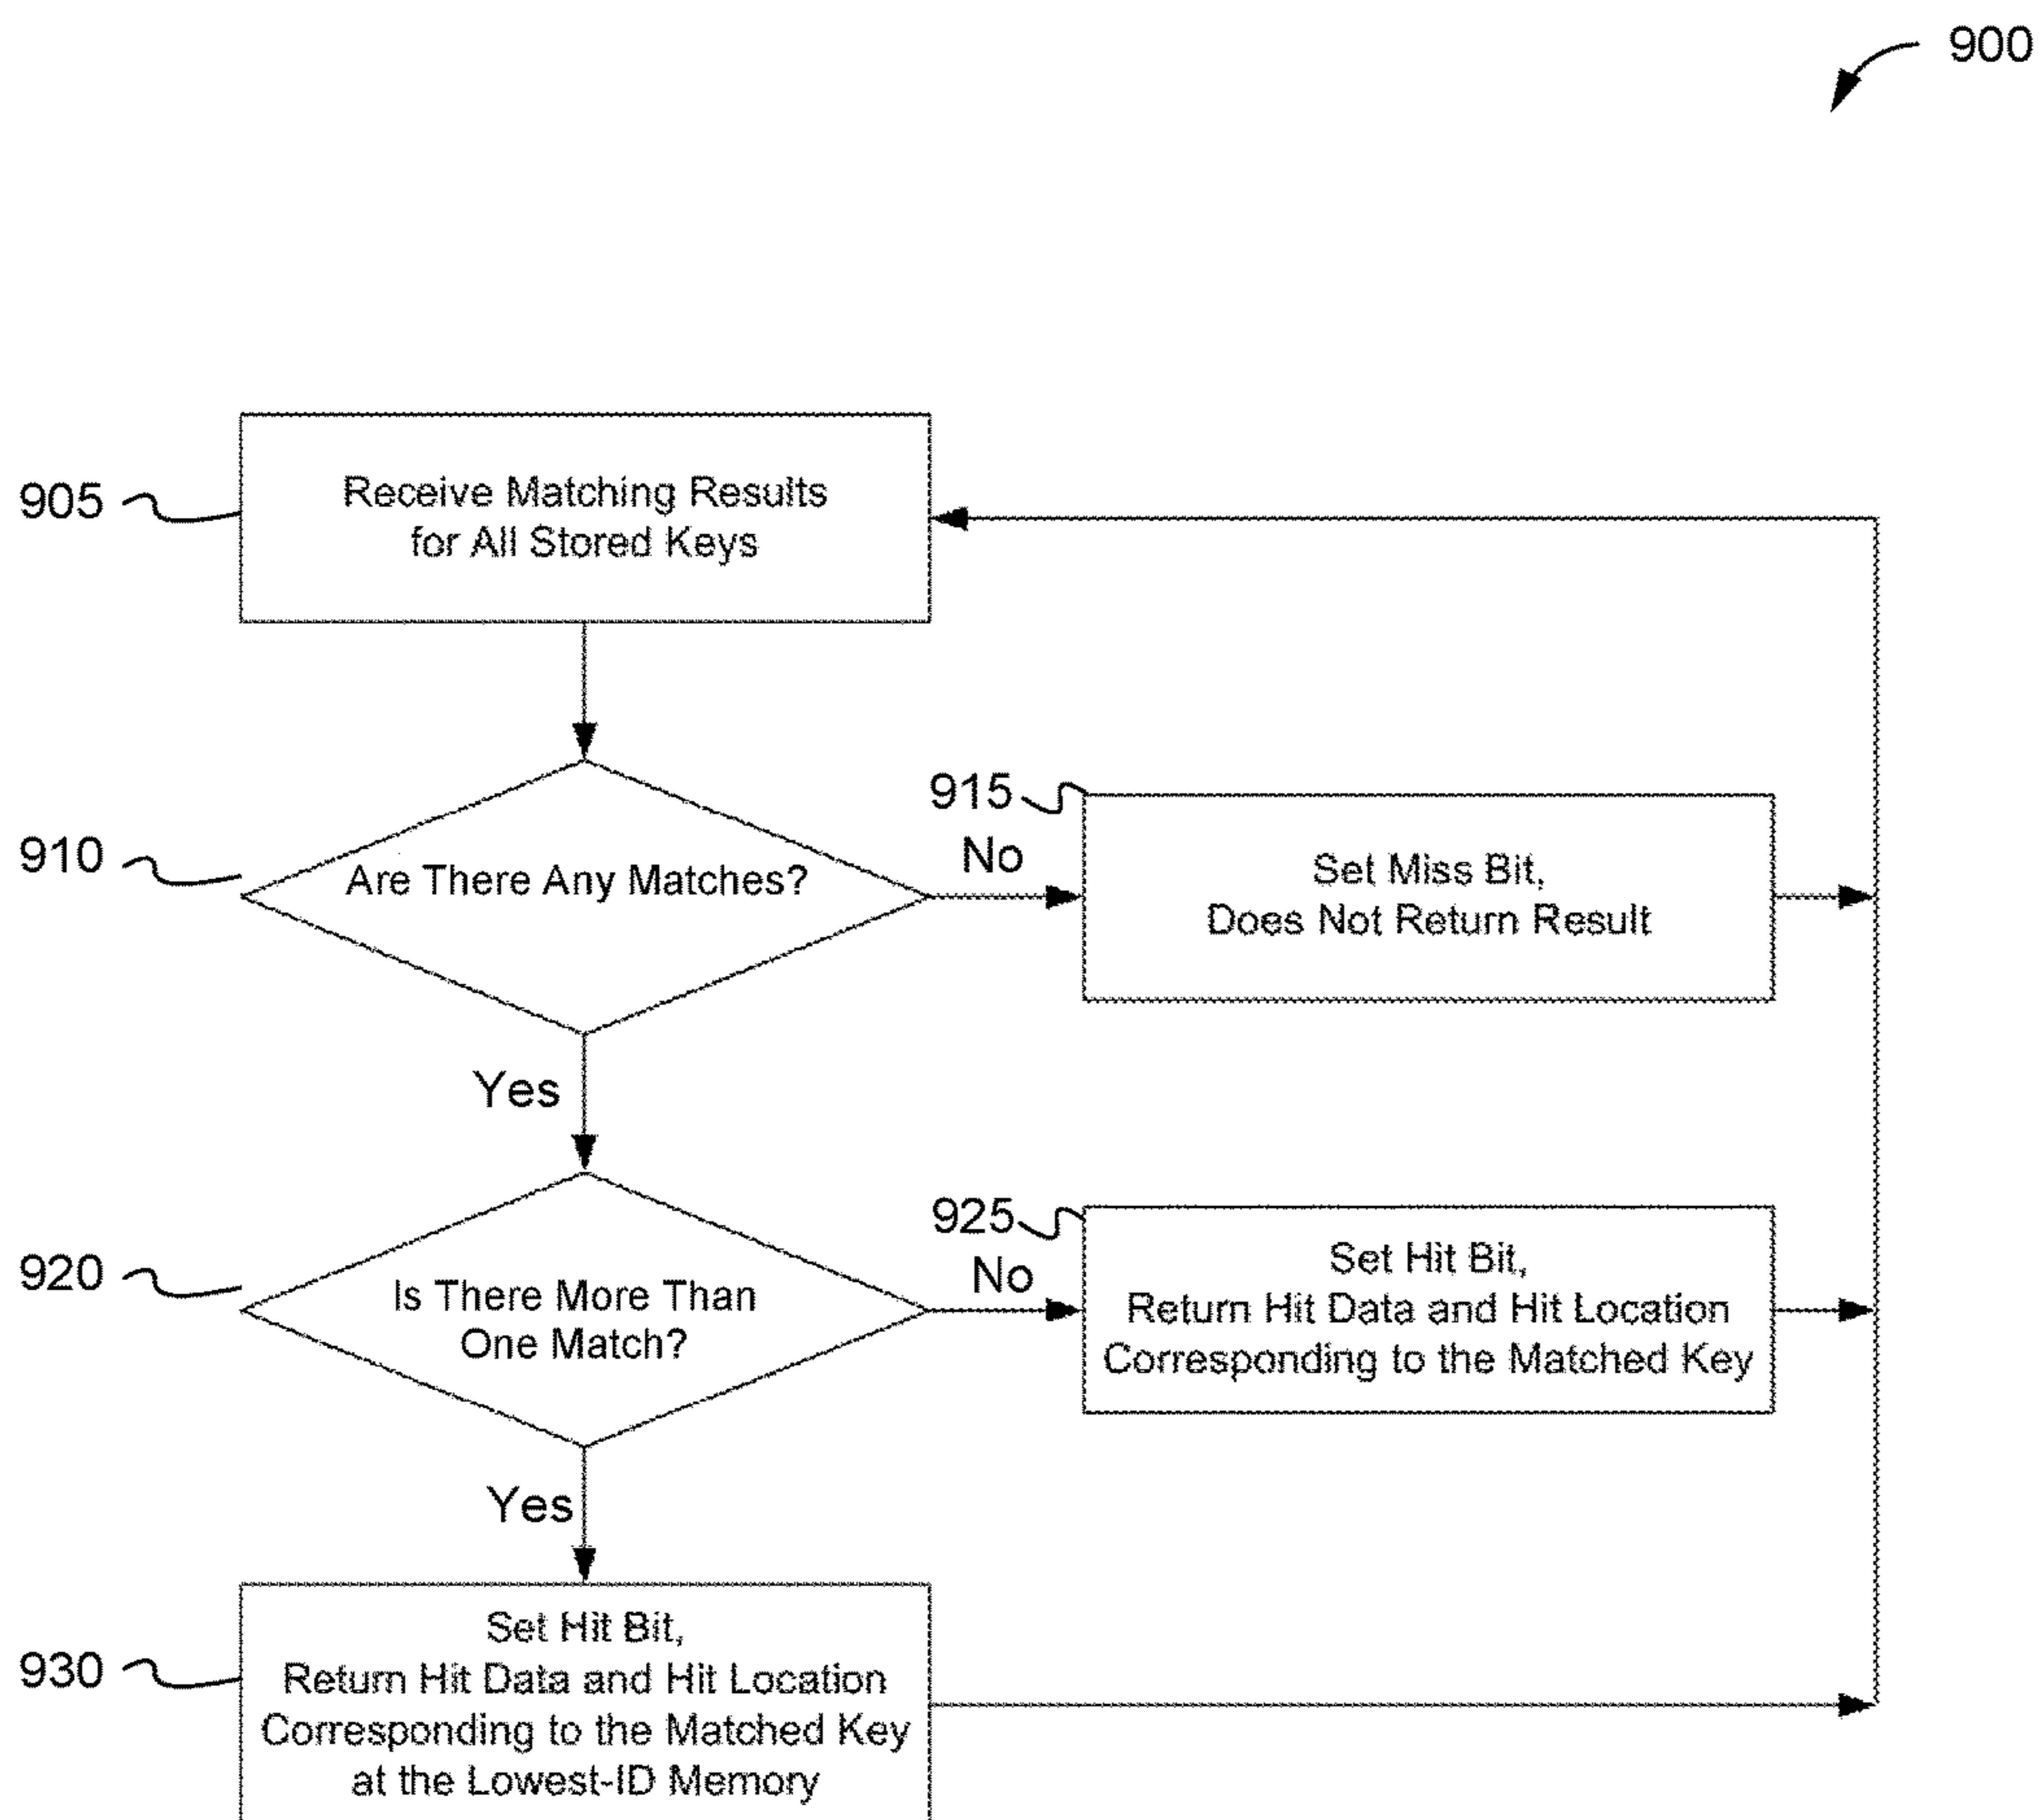 900
905
Receive Matching Results
for All Stored Keys
910
Are There Any Matches?
No
915
Set Miss Bit,
Does Not Return Result
Yes
920
Is There More Than
One Match?
No
925
Set Hit Bit,
Return Hit Data and Hit Location
Corresponding to the Matched Key
Yes
930
Set Hit Bit,
Return Hit Data and Hit Location
Corresponding to the Matched Key
at the Lowest-ID Memory